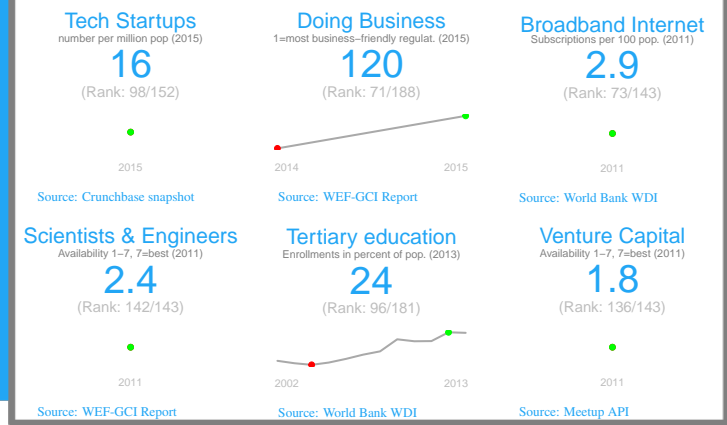 Tech Startups
number per million pop (2015)
16
(Rank: 98/152)
2015
Source: Crunchbase snapshot
Doing Business
1=most business−friendly regulat. (2015)
120
(Rank: 71/188)
2014 2015
Source: WEF-GCI Report
Broadband Internet
Subscriptions per 100 pop. (2011)
2.9
(Rank: 73/143)
2011
Source: World Bank WDI
Scientists & Engineers
Availability 1−7, 7=best (2011)
2.4
(Rank: 142/143)
2011
Source: WEF-GCI Report
Tertiary education
Enrollments in percent of pop. (2013)
24
(Rank: 96/181)
2002 2013
Source: World Bank WDI
Venture Capital
Availability 1−7, 7=best (2011)
1.8
(Rank: 136/143)
2011
Source: Meetup API